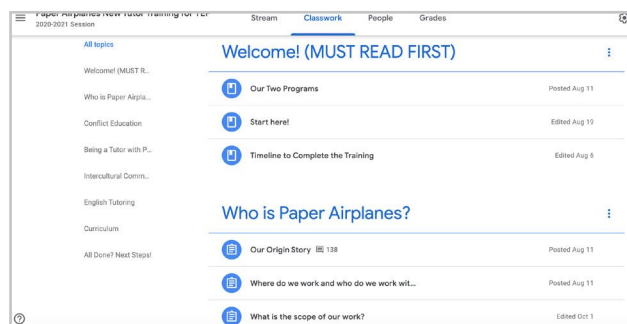 Paper Airplanes New Tutor Training for YEP
2020-2021 Session
Stream Classwork People Grades
All topics
Welcome! (MUST R...
Who is Paper Airpla...
Conflict Education
Being a Tutor with P...
Intercultural Comm...
English Tutoring
Curriculum
All Done? Next Steps!
Welcome! (MUST READ FIRST)
Our Two Programs Posted Aug 11
Start here! Edited Aug 19
Timeline to Complete the Training Edited Aug 6
Who is Paper Airplanes?
Our Origin Story 138 Posted Aug 11
Where do we work and who do we work wit... Posted Aug 11
What is the scope of our work? Edited Oct 1